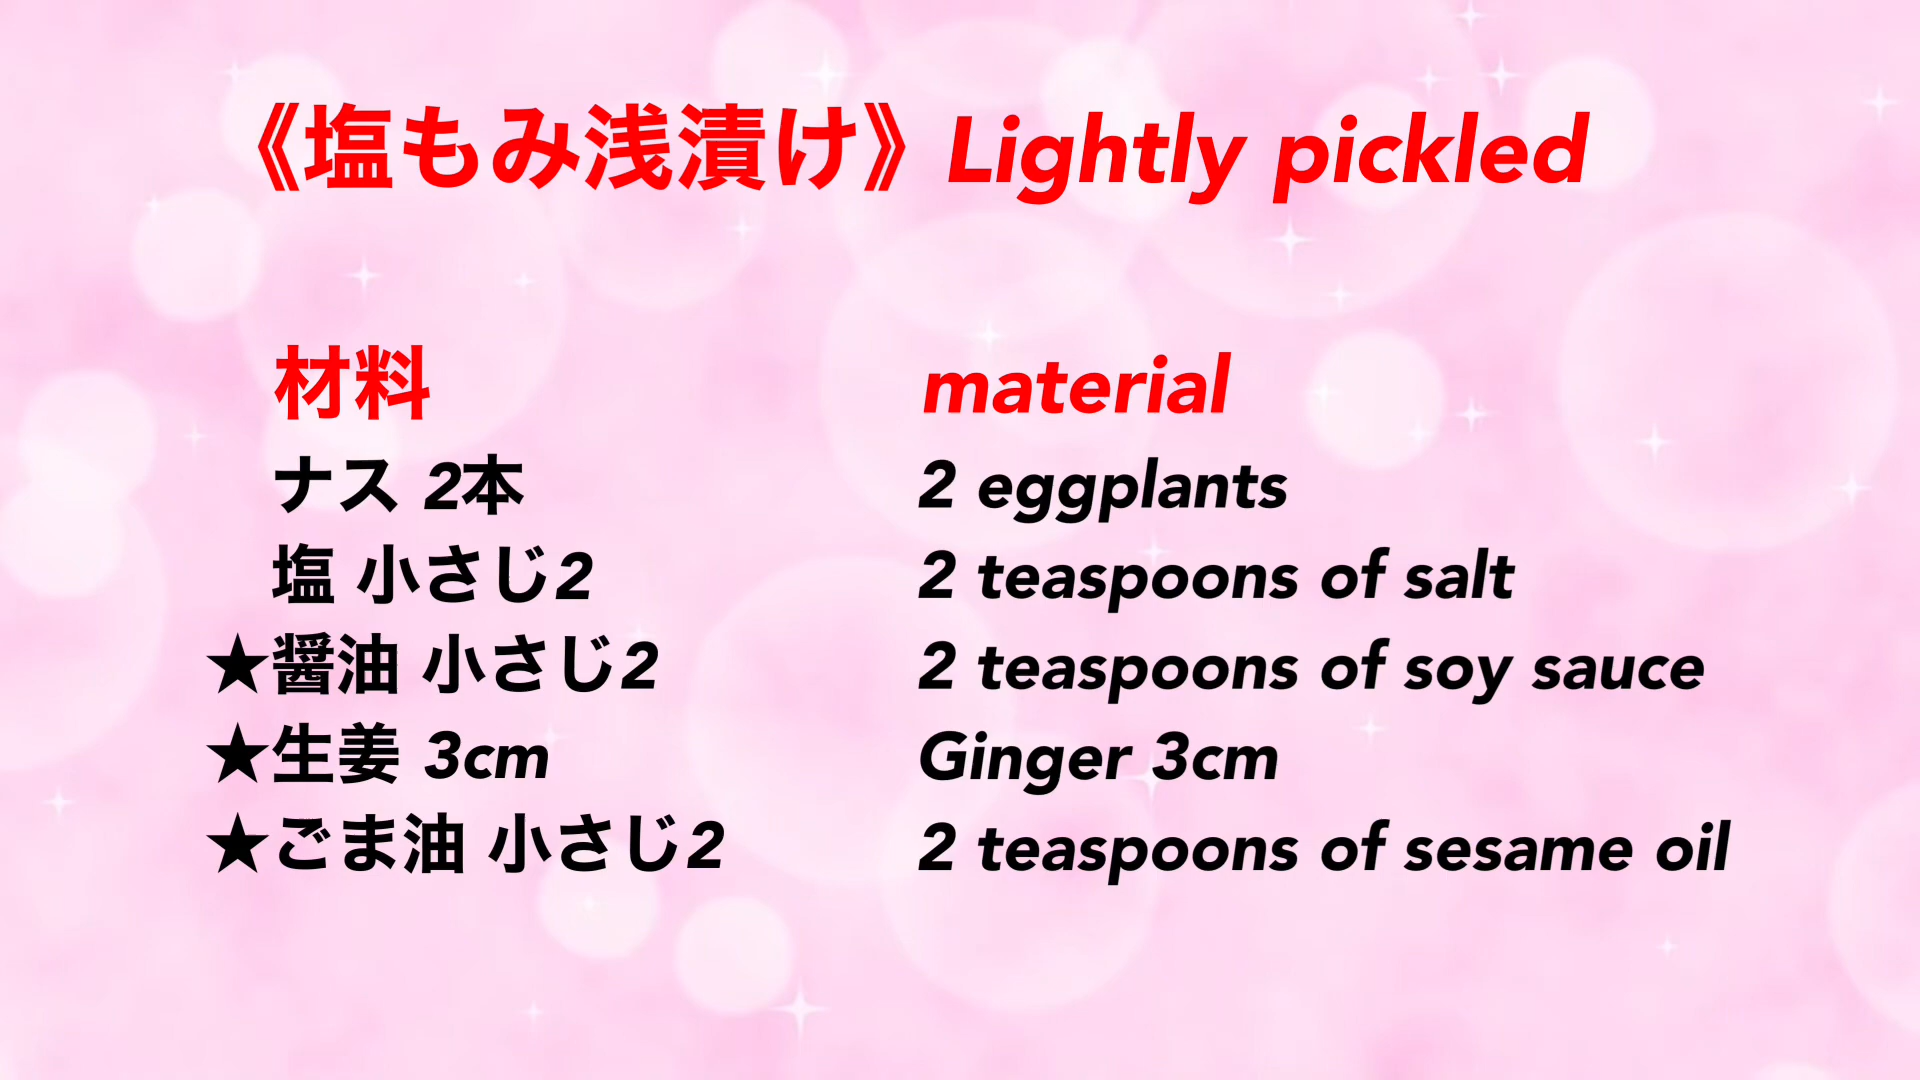 《塩もみ浅漬け》Lightly pickled
材料 material
ナス 2本 2 eggplants
塩 小さじ2 2 teaspoons of salt
★醤油 小さじ2 2 teaspoons of soy sauce
★生姜 3cm Ginger 3cm
★ごま油 小さじ2 2 teaspoons of sesame oil